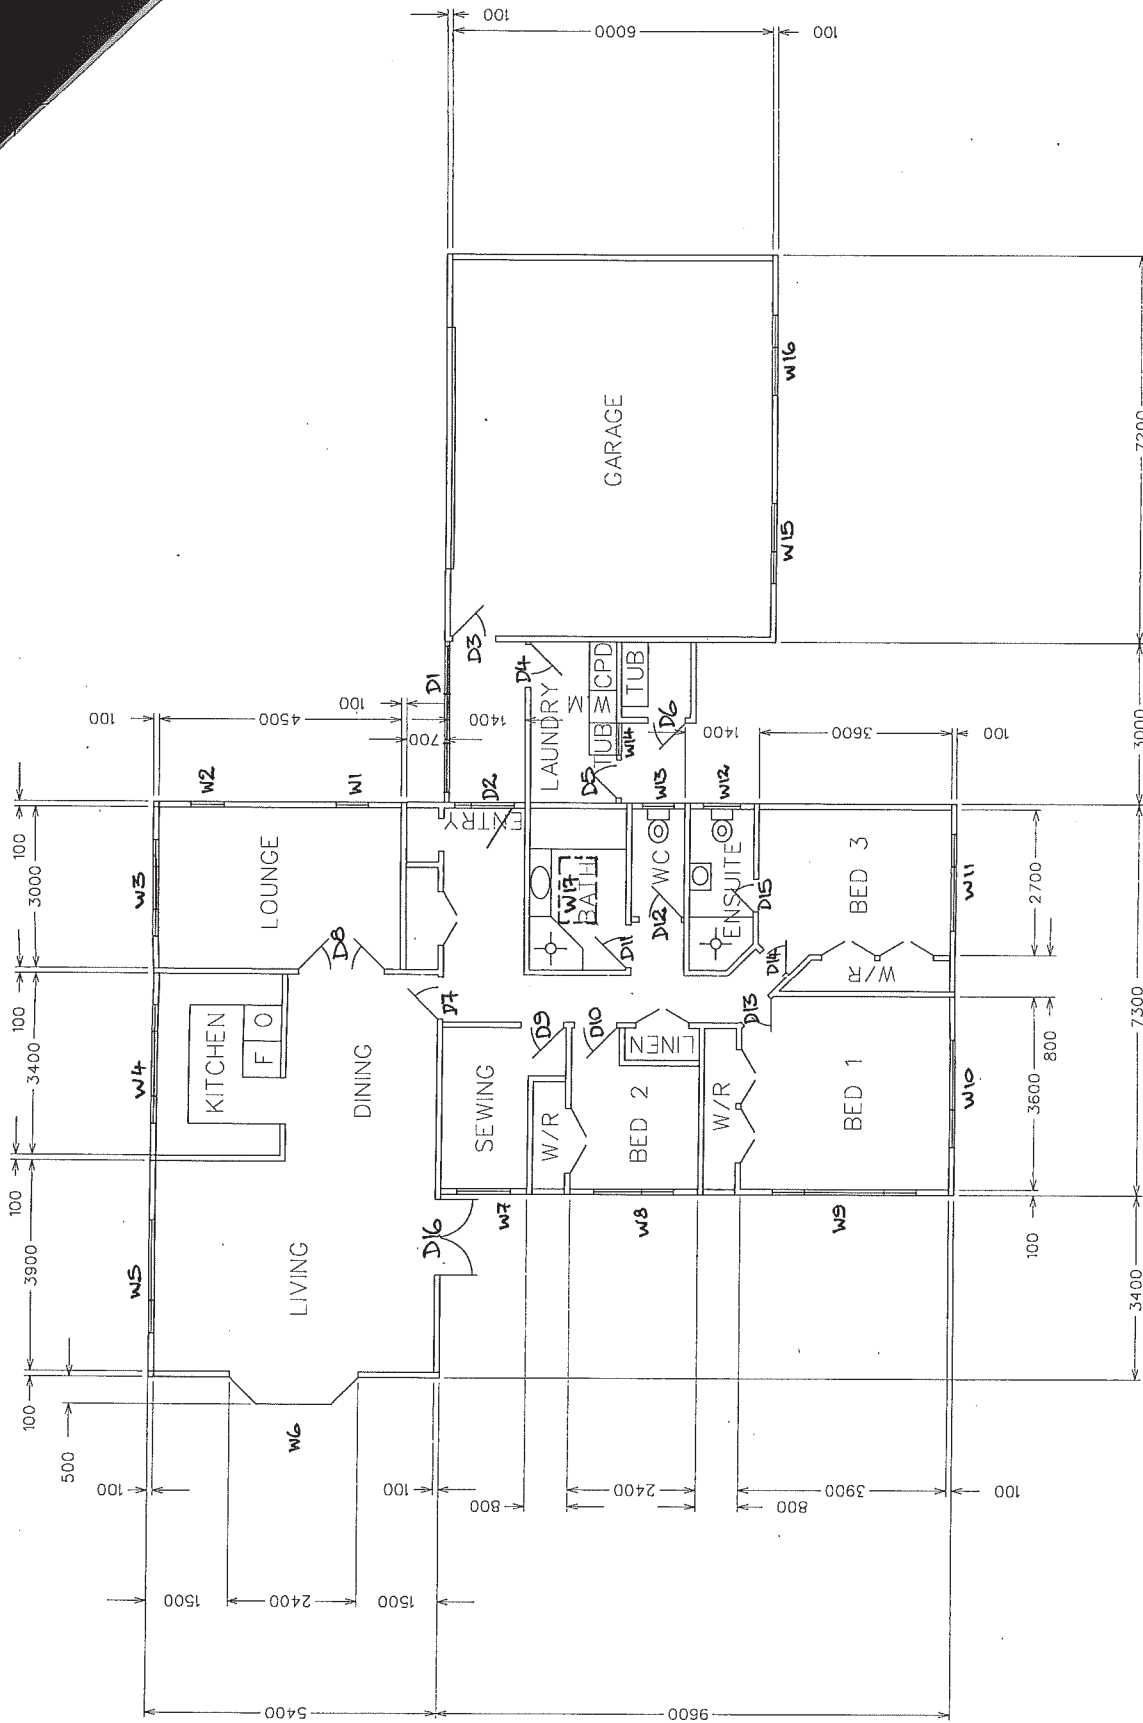 100
6000
100
100
3000
100
3400
100
3900
100
500
100
4500
100
700
1400
W3
W4
W5
W2
W1
D1
LOUNGE
KITCHEN
F O
DINING
LIVING
D8
D7
D16
W6
ENTRY
D2
D3
D4
LAUNDRY
M
TUB
W
CPD
TUB
D5
W14
D6
GARAGE
W15
W16
7200
3000
BATH
W17
D11
WC
W13
D12
ENSUITE
W12
D15
BED 3
W11
W/R
D14
D13
SEWING
D9
D10
LINEN
W/R
BED 2
W/R
BED 1
W7
W8
W9
W10
1400
3600
100
2700
800
3600
100
7300
3400
100
1500
2400
1500
100
800
2400
800
3900
100
5400
9600